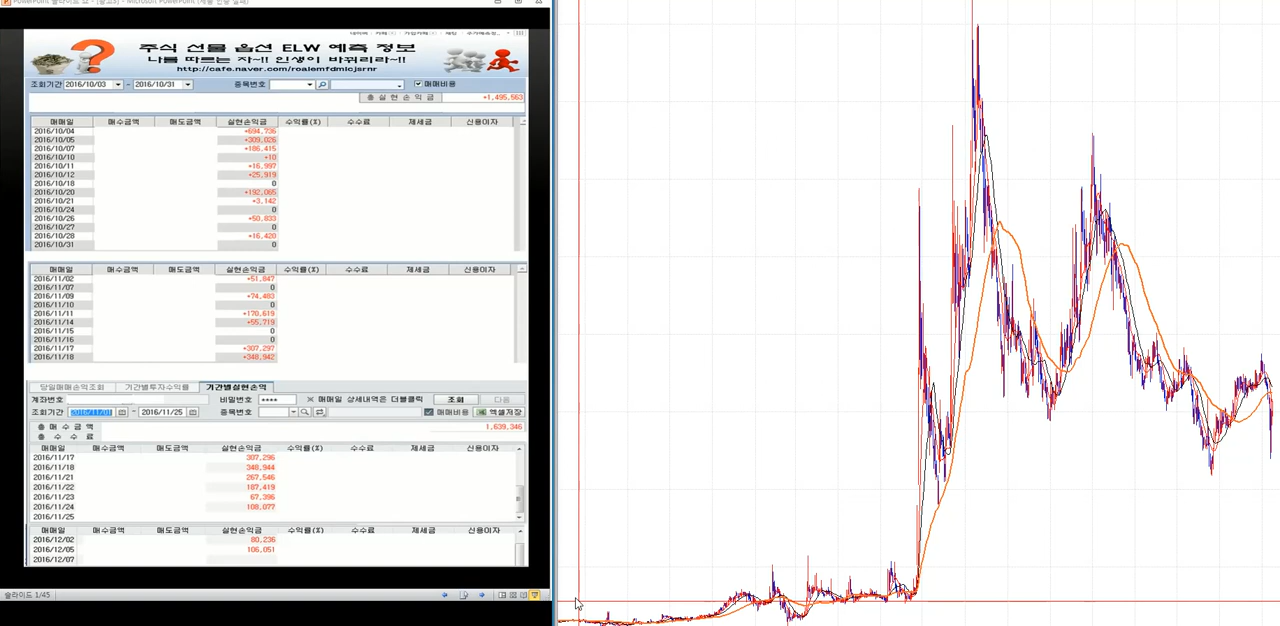 주식 선물 옵션 ELW 예측 정보
나를 따르는 자~!! 인생이 바뀌리라~!!
http://cafe.naver.com/roalemfdmlcjsrnr
조회기간 2016/10/03 - 2016/10/31 종목번호 매매비용
총 실 현 손 익 금 +1,495,563
매매일 매수금액 매도금액 실현손익금 수익률(%) 수수료 제세금 신용이자
2016/10/04 +694,736
2016/10/05 +309,026
2016/10/07 +186,415
2016/10/10 +10
2016/10/11 +16,997
2016/10/12 +25,919
2016/10/18 0
2016/10/20 +192,065
2016/10/21 +3,142
2016/10/24 0
2016/10/26 +50,833
2016/10/27 0
2016/10/28 +16,420
2016/10/31 0
매매일 매수금액 매도금액 실현손익금 수익률(%) 수수료 제세금 신용이자
2016/11/02 +51,847
2016/11/07 0
2016/11/09 +74,483
2016/11/10 0
2016/11/11 +170,619
2016/11/14 +55,719
2016/11/15 0
2016/11/16 0
2016/11/17 +307,297
2016/11/18 +348,942
당일매매손익조회 기간별투자수익률 기간별실현손익
계좌번호 비밀번호 **** ※ 매매일 상세내역은 더블클릭 조회 다음
조회기간 2016/11/01 - 2016/11/25 종목번호 매매비용 엑셀저장
총 매 수 금 액 1,639,346
총 수 수 료
매매일 매수금액 매도금액 실현손익금 수익률(%) 수수료 제세금 신용이자
2016/11/17 307,296
2016/11/18 348,944
2016/11/21 267,546
2016/11/22 187,419
2016/11/23 67,396
2016/11/24 108,077
2016/11/25
매매일 매수금액 매도금액 실현손익금 수익률(%) 수수료 제세금 신용이자
2016/12/02 80,236
2016/12/05 106,051
2016/12/07
슬라이드 1/45